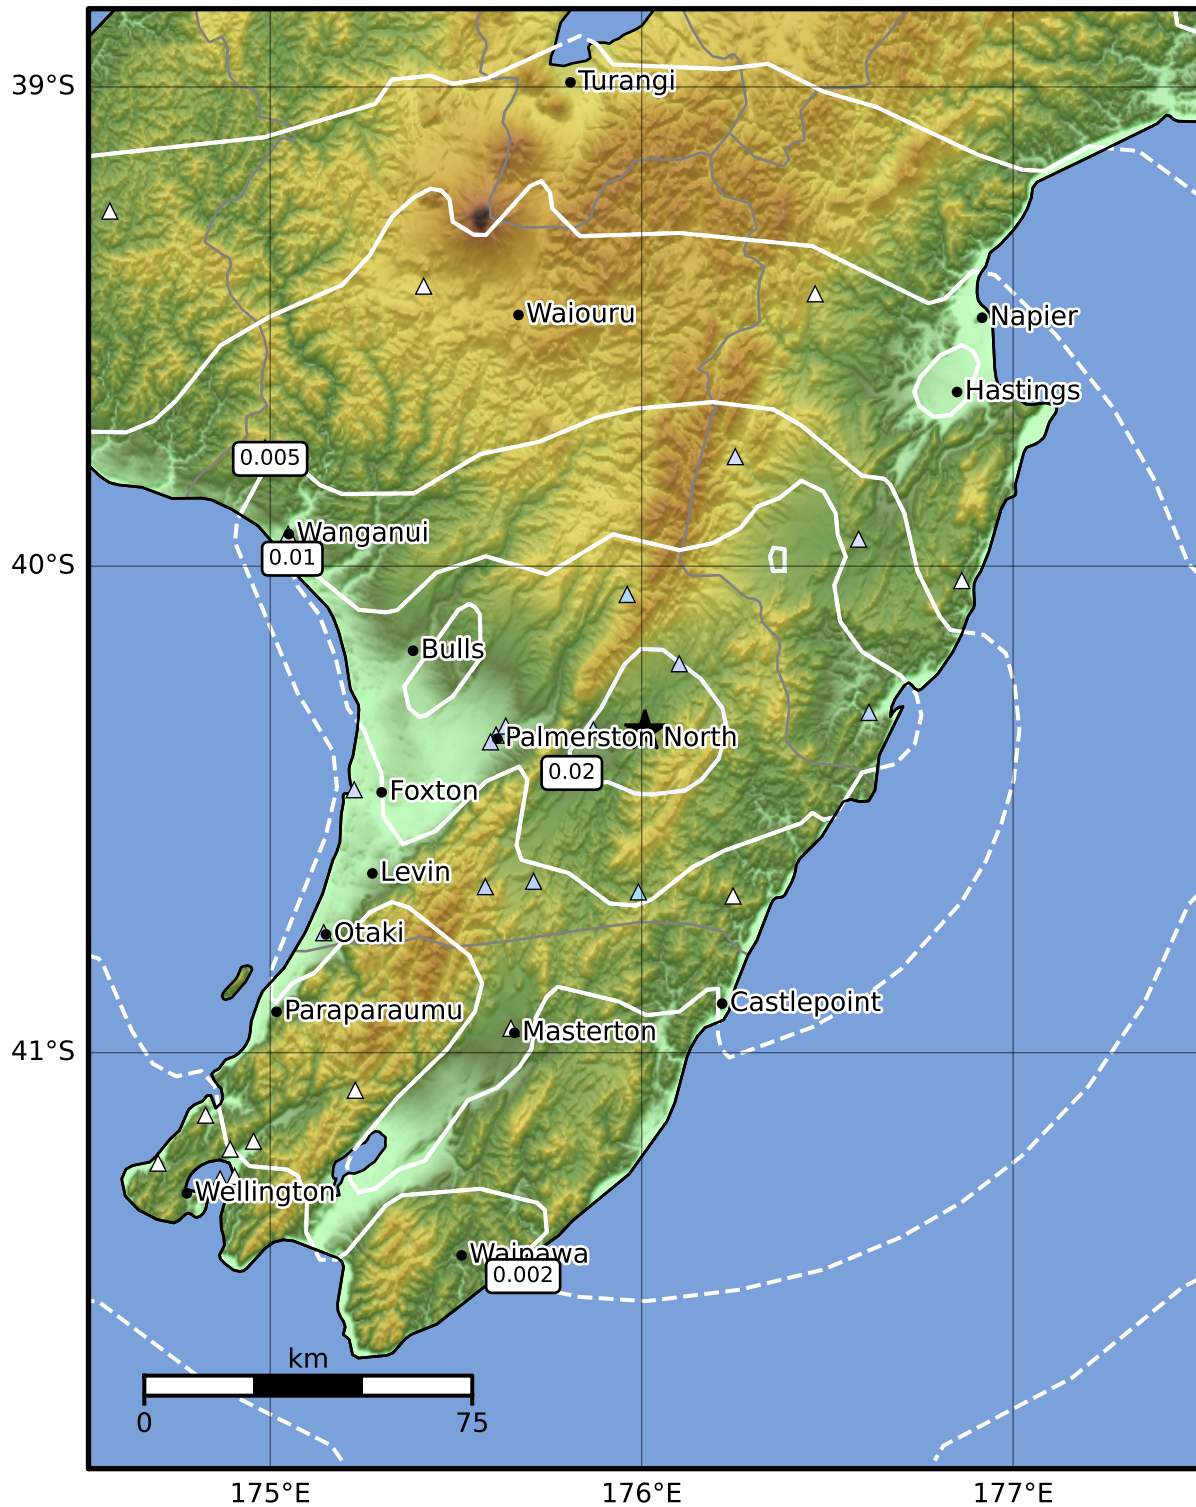 39°S
Turangi
Waiouru
Napier
Hastings
0.005
Wanganui
0.01
40°S
Bulls
Palmerston North
0.02
Foxton
Levin
Otaki
Castlepoint
Paraparaumu
Masterton
41°S
Wellington
Wainawa
0.002
km
0
75
175°E
176°E
177°E